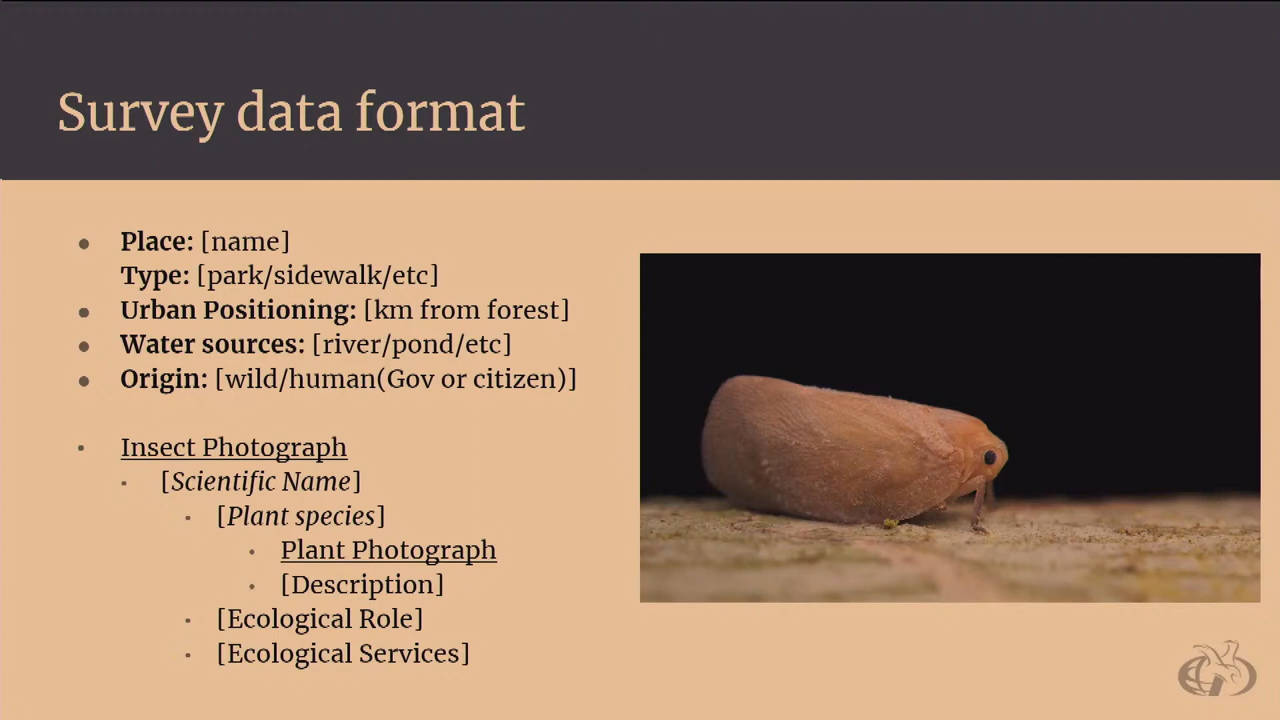 Survey data format
Place: [name]
Type: [park/sidewalk/etc]
Urban Positioning: [km from forest]
Water sources: [river/pond/etc]
Origin: [wild/human(Gov or citizen)]
Insect Photograph
[Scientific Name]
[Plant species]
Plant Photograph
[Description]
[Ecological Role]
[Ecological Services]